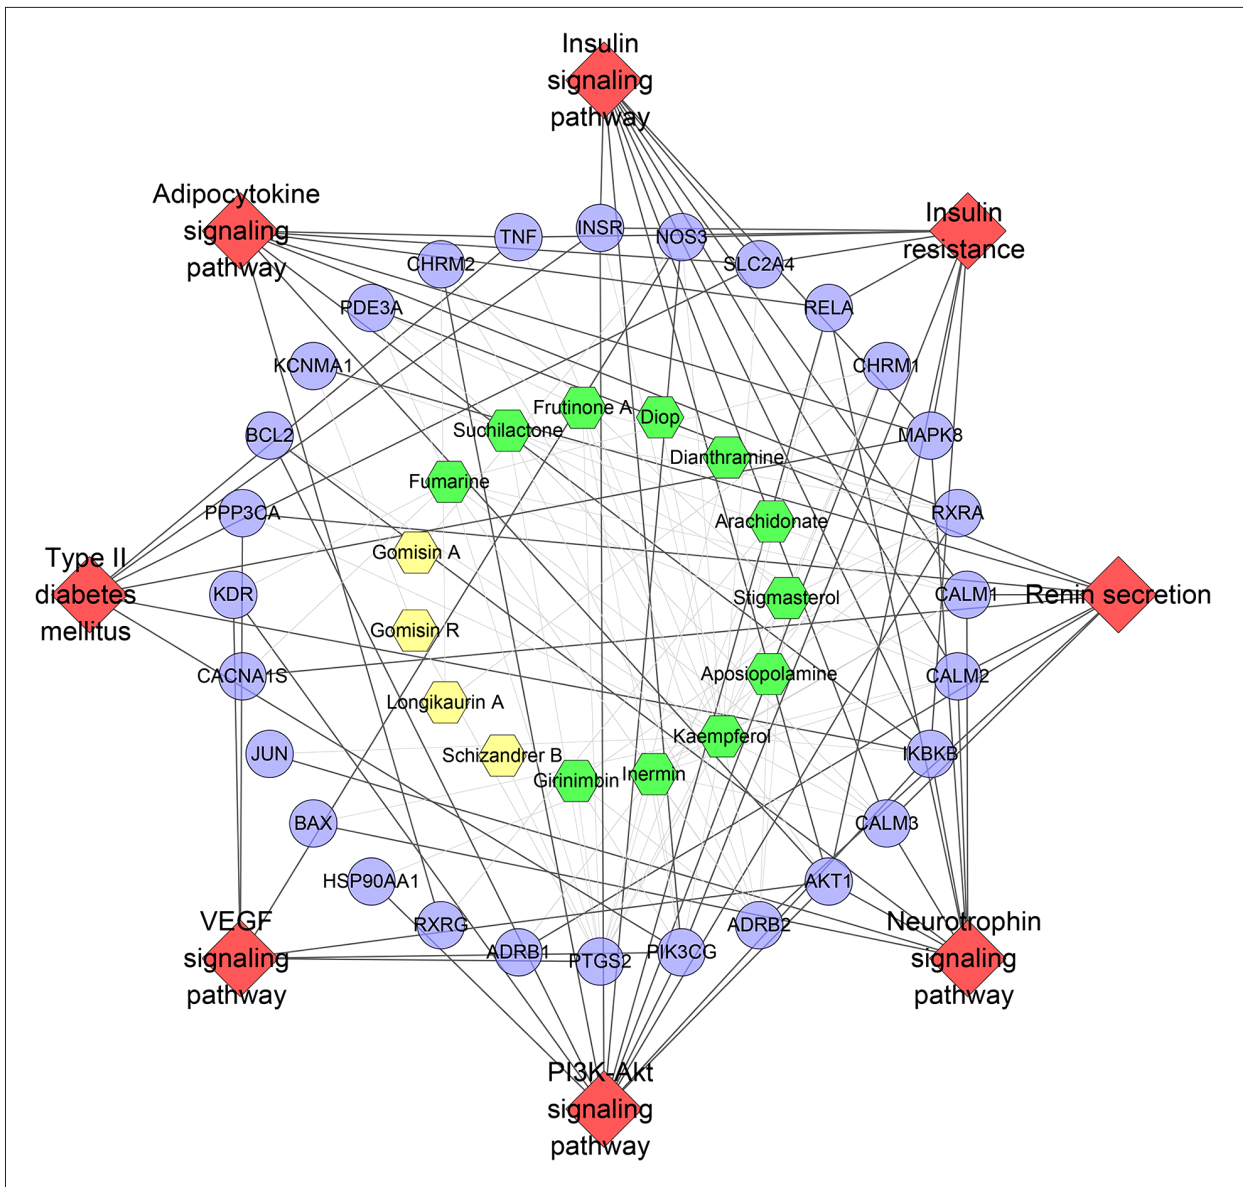 Insulin
signaling
pathway
Adipocytokine
signaling
pathway
Insulin
resistance
TNF
INSR
NOS3
CHRM2
SLC2A4
PDE3A
RELA
KCNMA1
CHRM1
Frutinone A
Diop
Suchilactone
BCL2
MAPK8
Dianthramine
Fumarine
PPP3CA
RXRA
Arachidonate
Gomisin A
Type II
diabetes
mellitus
KDR
Stigmasterol
CALM1
Renin secretion
Gomisin R
CACNA1S
Aposiopolamine
CALM2
Longikaurin A
Kaempferol
JUN
Schizandrer B
Girinimbin
Inermin
IKBKB
BAX
CALM3
HSP90AA1
AKT1
VEGF
signaling
pathway
RXRG
ADRB1
PTGS2
PIK3CG
ADRB2
Neurotrophin
signaling
pathway
PI3K-Akt
signaling
pathway